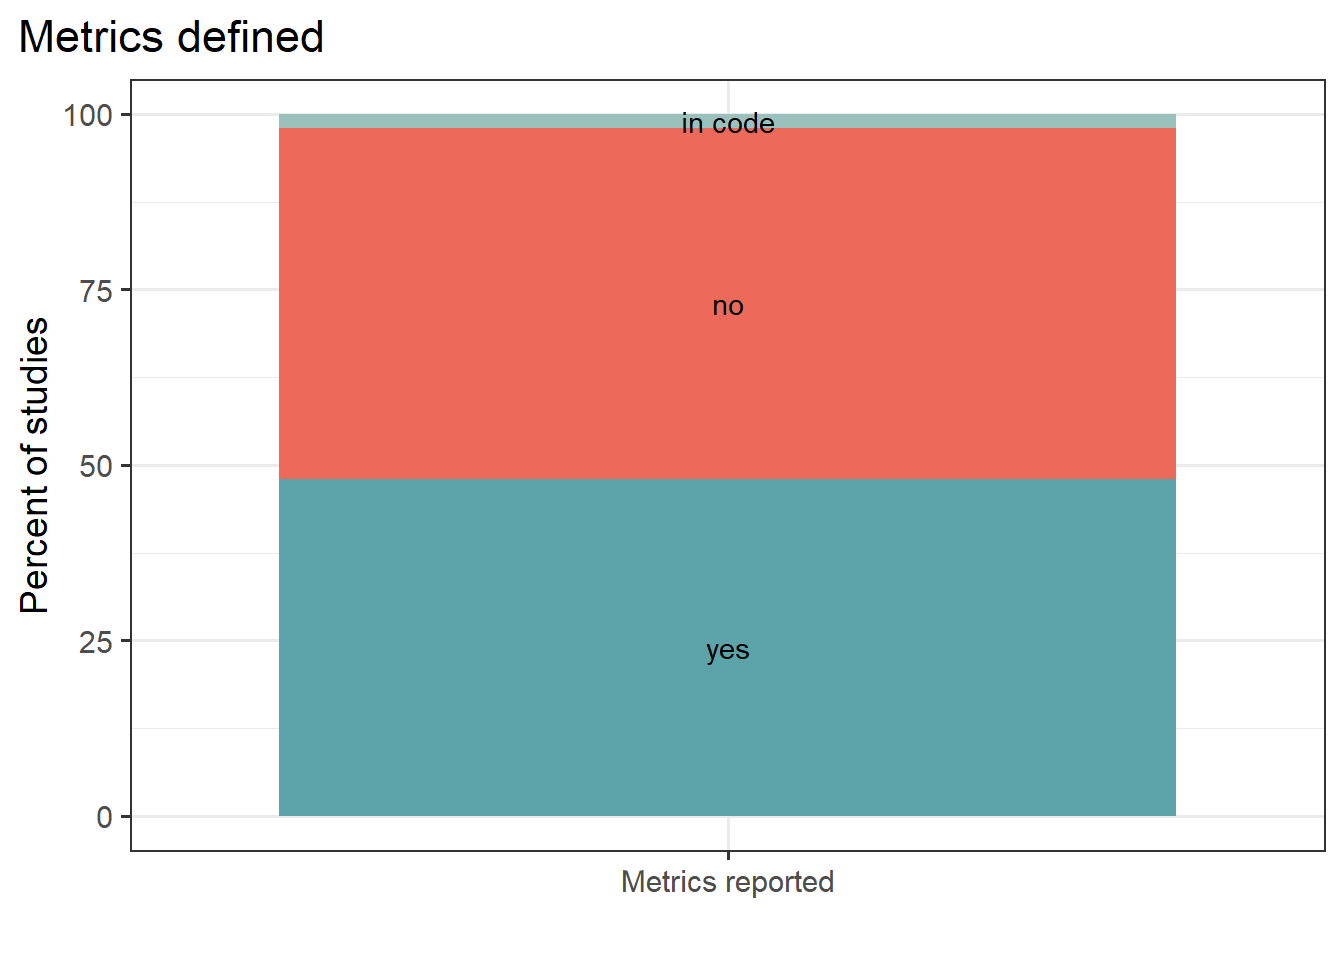 Metrics defined
100
75
50
25
0
Percent of studies
in code
no
yes
Metrics reported